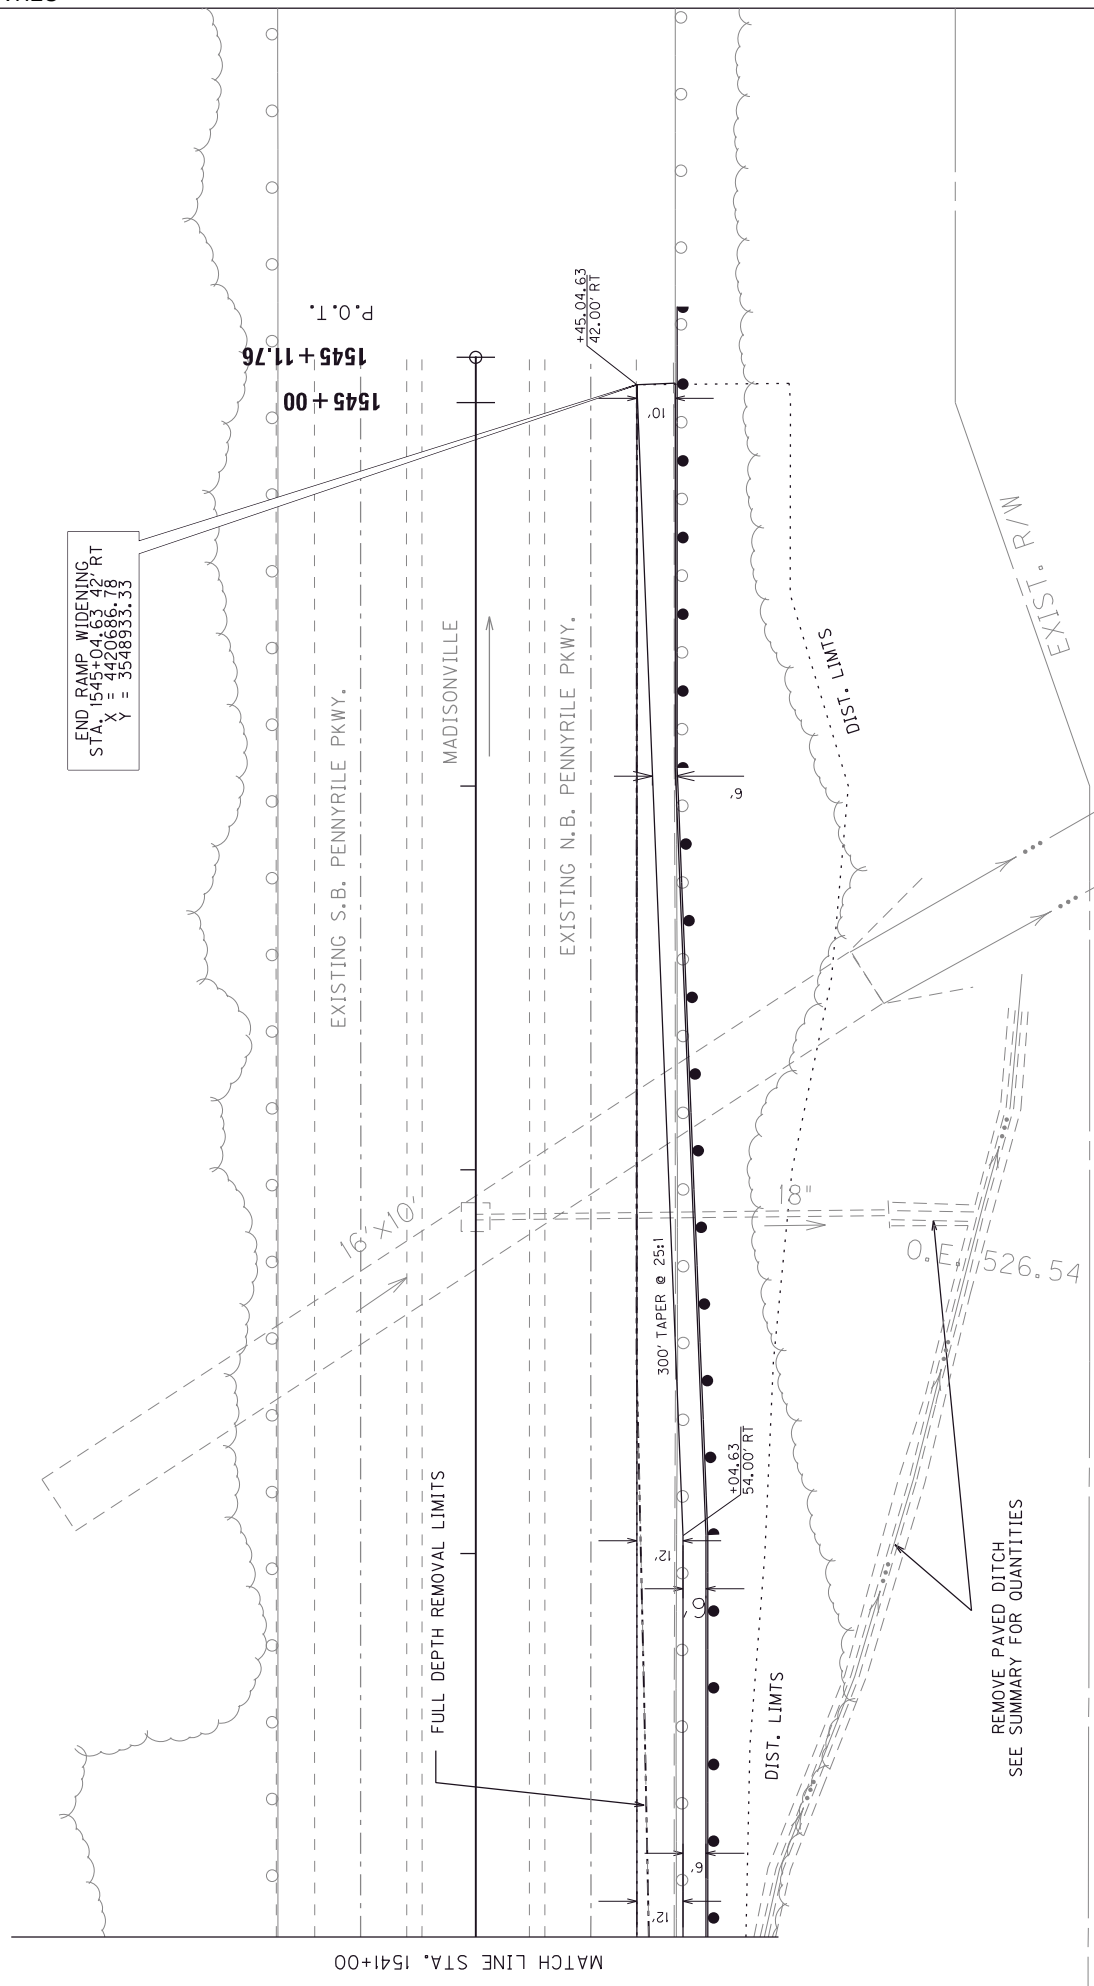 END RAMP WIDENING
STA. 1545+04.63 42' RT
X = 4420686.78
Y = 3548933.33
P.O.T.
1545+11.76
1545+00
+45.04.63
42.00' RT
10'
EXIST. R/W
MADISONVILLE
EXISTING S.B. PENNYRILE PKWY.
EXISTING N.B. PENNYRILE PKWY.
DIST. LIMTS
6'
16'x10'
18"
O.E. 526.54
300' TAPER @ 25:1
+04.63
54.00' RT
FULL DEPTH REMOVAL LIMITS
12'
6'
DIST. LIMTS
REMOVE PAVED DITCH
SEE SUMMARY FOR QUANTITIES
6'
12'
MATCH LINE STA. 1541+00